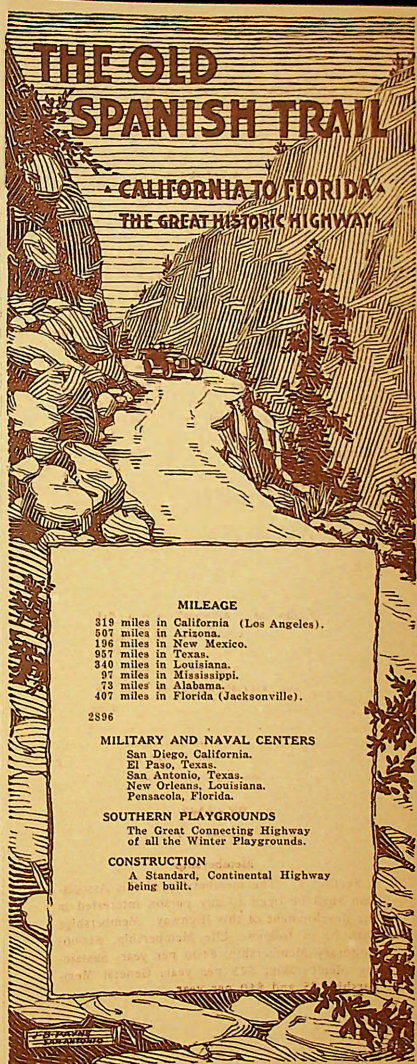 THE OLD
SPANISH TRAIL
CALIFORNIA TO FLORIDA
THE GREAT HISTORIC HIGHWAY
MILEAGE
319 miles in California (Los Angeles).
507 miles in Arizona.
196 miles in New Mexico.
957 miles in Texas.
340 miles in Louisiana.
97 miles in Mississippi.
73 miles in Alabama.
407 miles in Florida (Jacksonville).
2896
MILITARY AND NAVAL CENTERS
San Diego, California.
El Paso, Texas.
San Antonio, Texas.
New Orleans, Louisiana.
Pensacola, Florida.
SOUTHERN PLAYGROUNDS
The Great Connecting Highway
of all the Winter Playgrounds.
CONSTRUCTION
A Standard, Continental Highway
being built.
PAYNE
SAN ANTONIO